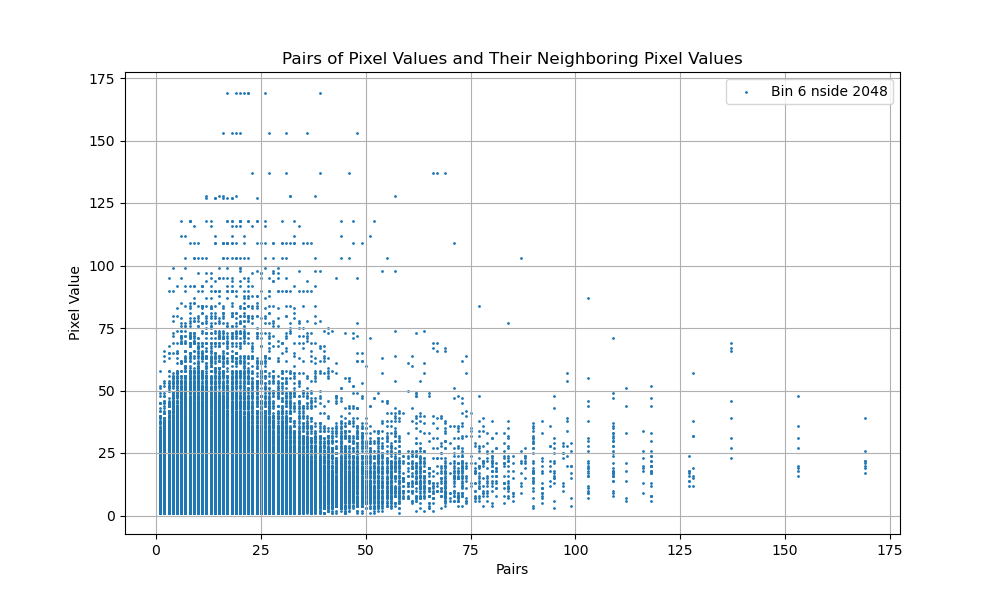 Pairs of Pixel Values and Their Neighboring Pixel Values
Bin 6 nside 2048
175
150
125
100
75
50
25
0
Pixel Value
0 25 50 75 100 125 150 175
Pairs